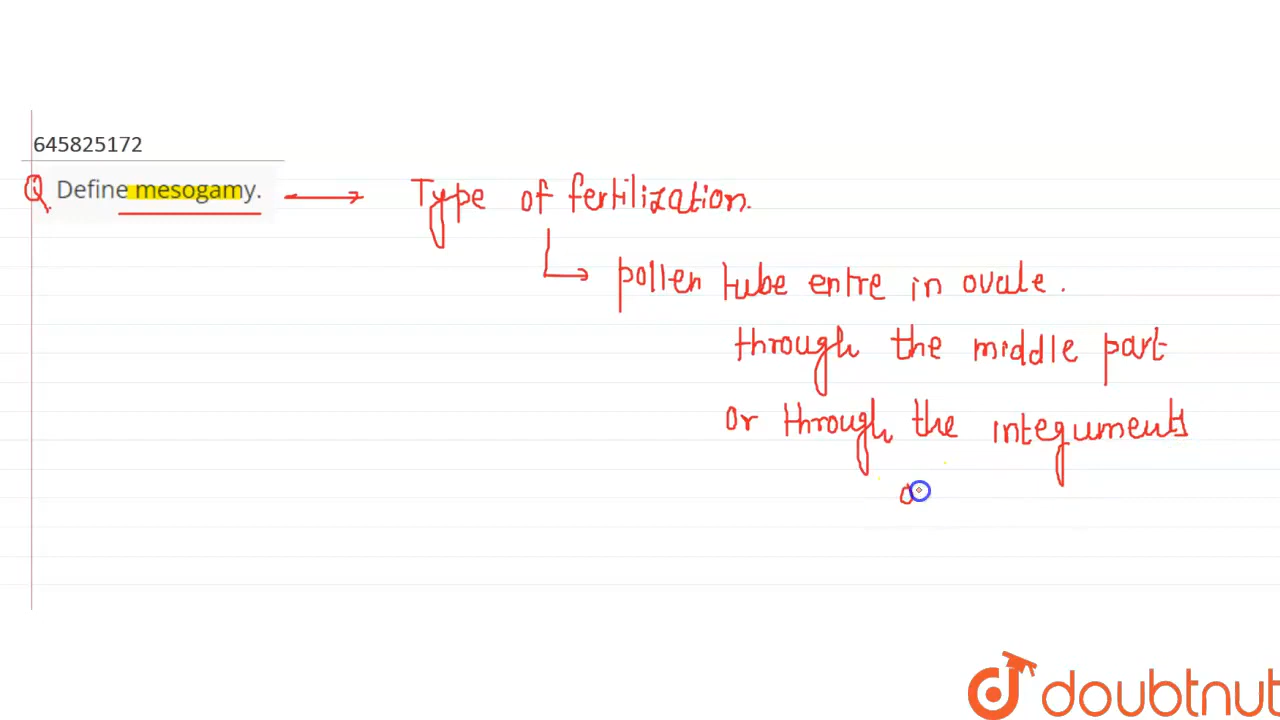 645825172
Q Define mesogamy. → Type of fertilization.
↳ pollen tube entre in ovule.
through the middle part
or through the integuments
o
doubtnut